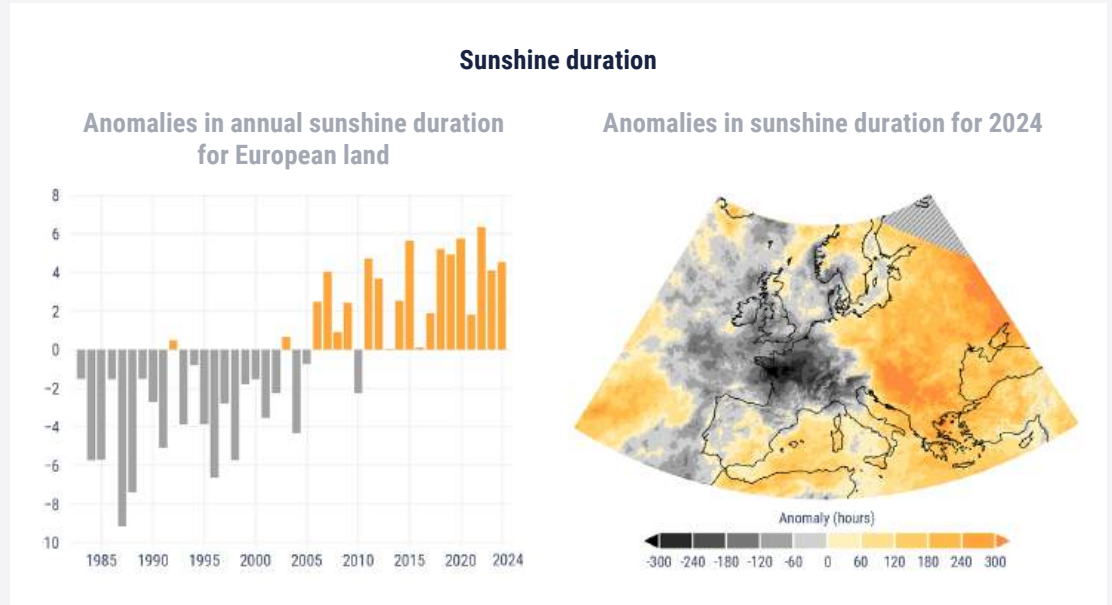 Sunshine duration
Anomalies in annual sunshine duration
for European land
Anomalies in sunshine duration for 2024
8
6
4
2
0
−2
−4
−6
−8
10
1985 1990 1995 2000 2005 2010 2015 2020 2024
Anomaly (hours)
-300 -240 -180 -120 -60 0 60 120 180 240 300